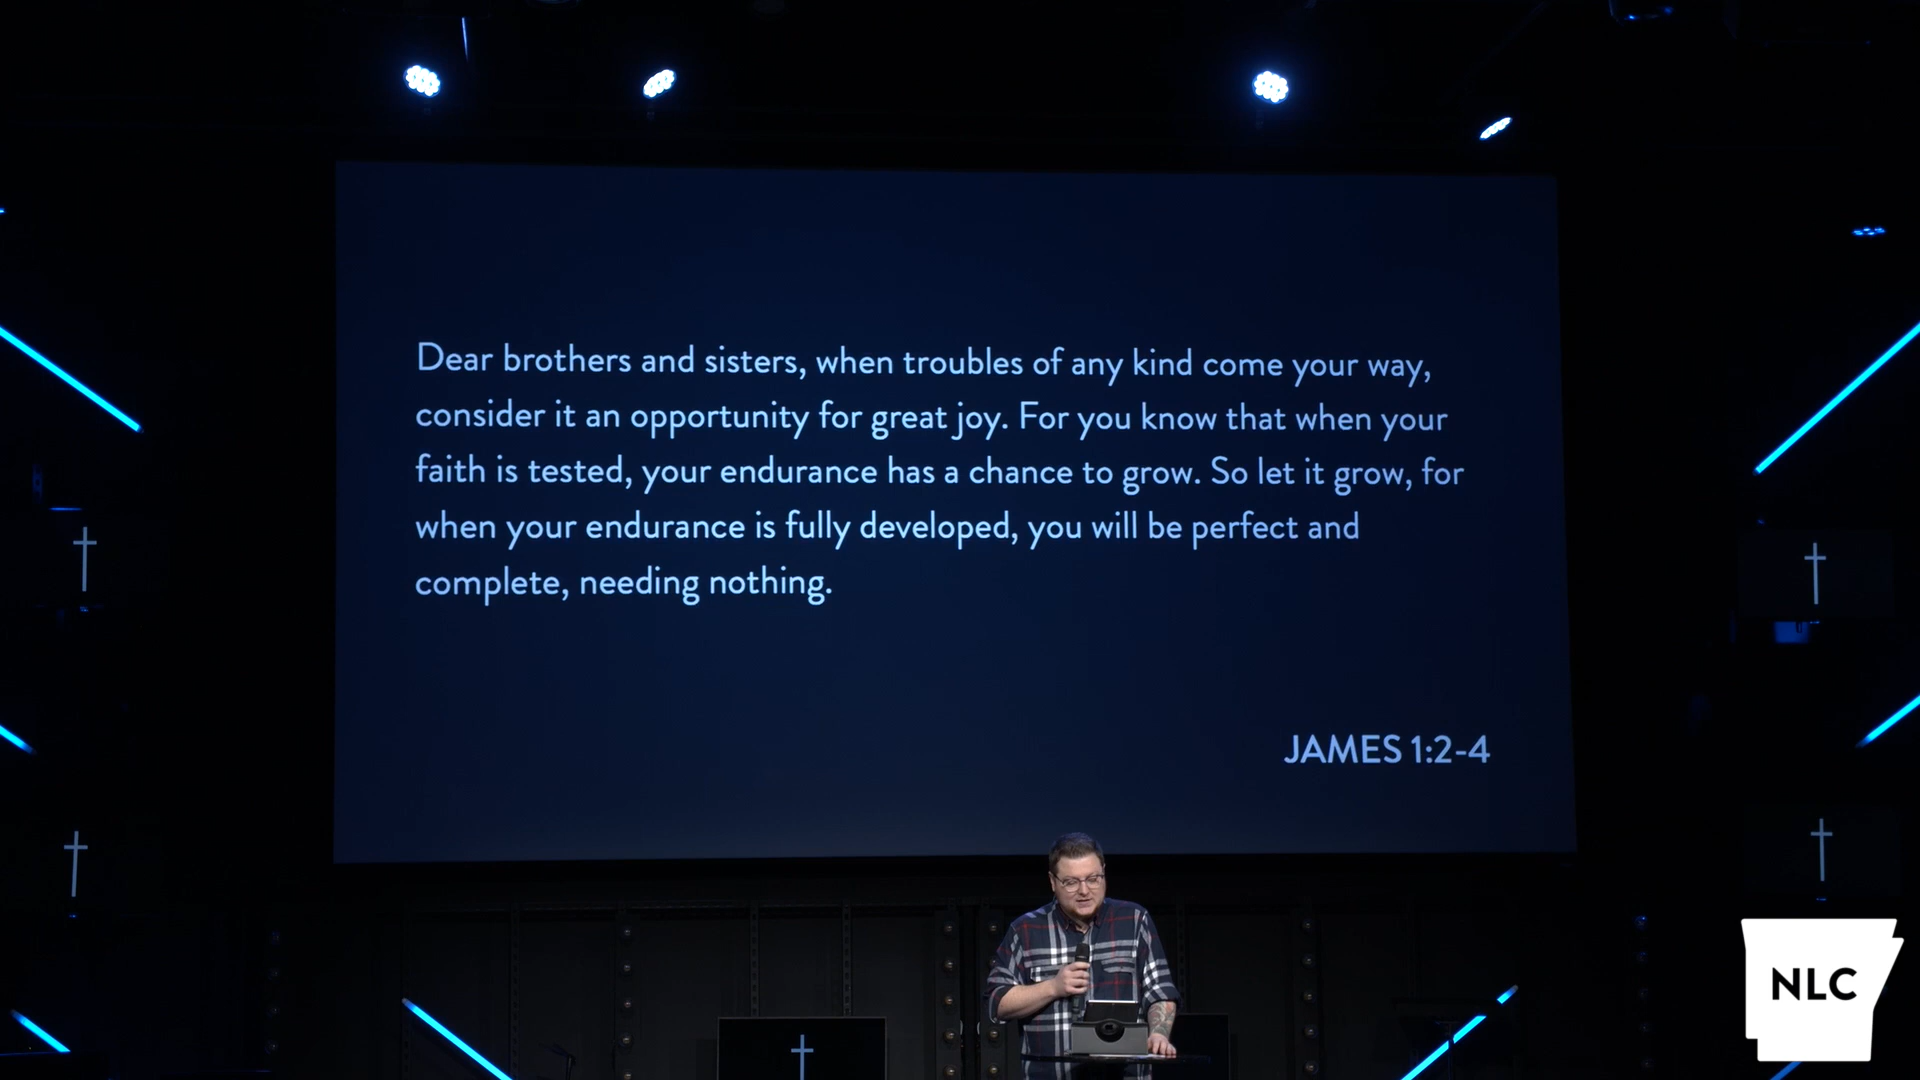 Dear brothers and sisters, when troubles of any kind come your way,
consider it an opportunity for great joy. For you know that when your
faith is tested, your endurance has a chance to grow. So let it grow, for
when your endurance is fully developed, you will be perfect and
complete, needing nothing.
JAMES 1:2-4
NLC